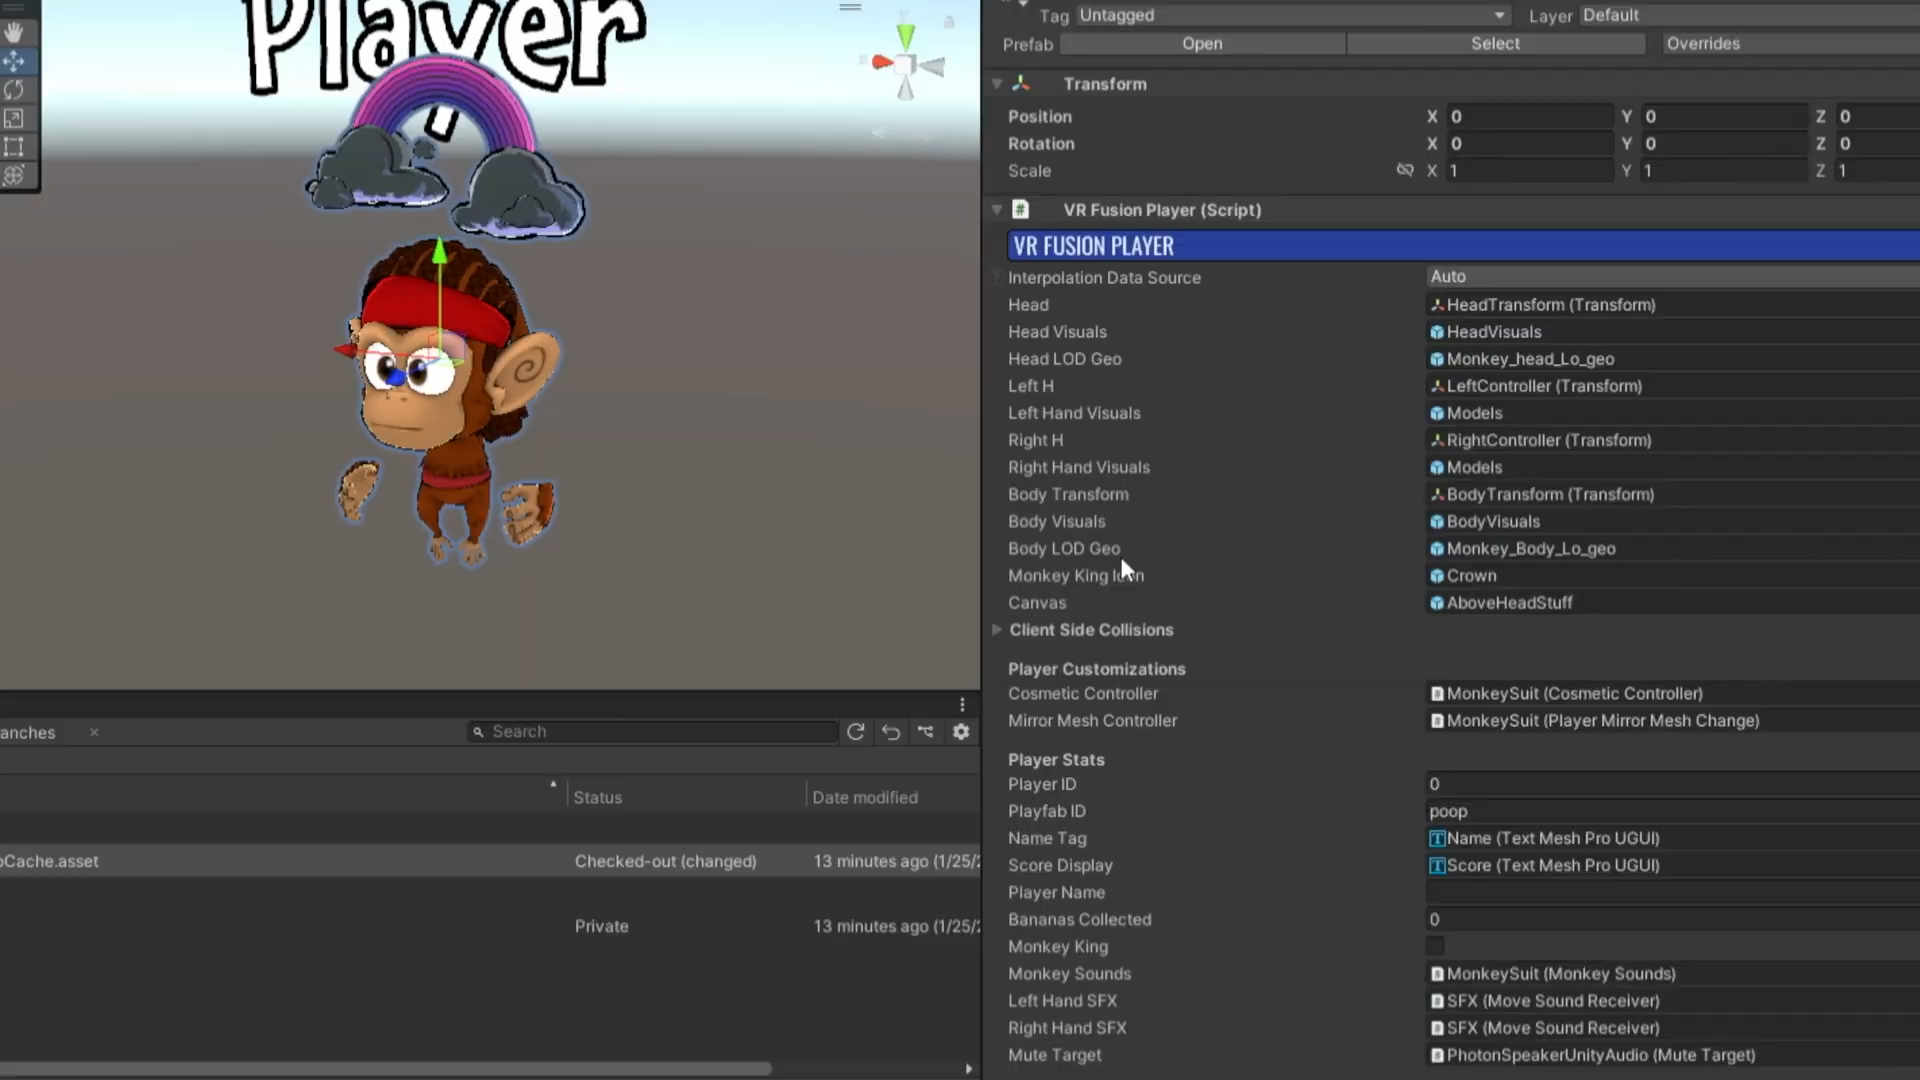 Player
Tag Untagged Layer Default
Prefab Open Select Overrides
Transform
Position X 0 Y 0 Z 0
Rotation X 0 Y 0 Z 0
Scale X 1 Y 1 Z 1
# VR Fusion Player (Script)
VR FUSION PLAYER
Interpolation Data Source Auto
Head HeadTransform (Transform)
Head Visuals HeadVisuals
Head LOD Geo Monkey_head_Lo_geo
Left H LeftController (Transform)
Left Hand Visuals Models
Right H RightController (Transform)
Right Hand Visuals Models
Body Transform BodyTransform (Transform)
Body Visuals BodyVisuals
Body LOD Geo Monkey_Body_Lo_geo
Monkey King Icon Crown
Canvas AboveHeadStuff
Client Side Collisions
Player Customizations
Cosmetic Controller MonkeySuit (Cosmetic Controller)
Mirror Mesh Controller MonkeySuit (Player Mirror Mesh Change)
Player Stats
Player ID 0
Playfab ID poop
Name Tag Name (Text Mesh Pro UGUI)
Score Display Score (Text Mesh Pro UGUI)
Player Name
Bananas Collected 0
Monkey King
Monkey Sounds MonkeySuit (Monkey Sounds)
Left Hand SFX SFX (Move Sound Receiver)
Right Hand SFX SFX (Move Sound Receiver)
Mute Target PhotonSpeakerUnityAudio (Mute Target)
anches × Search
Status Date modified
oCache.asset Checked-out (changed) 13 minutes ago (1/25/2
Private 13 minutes ago (1/25/2